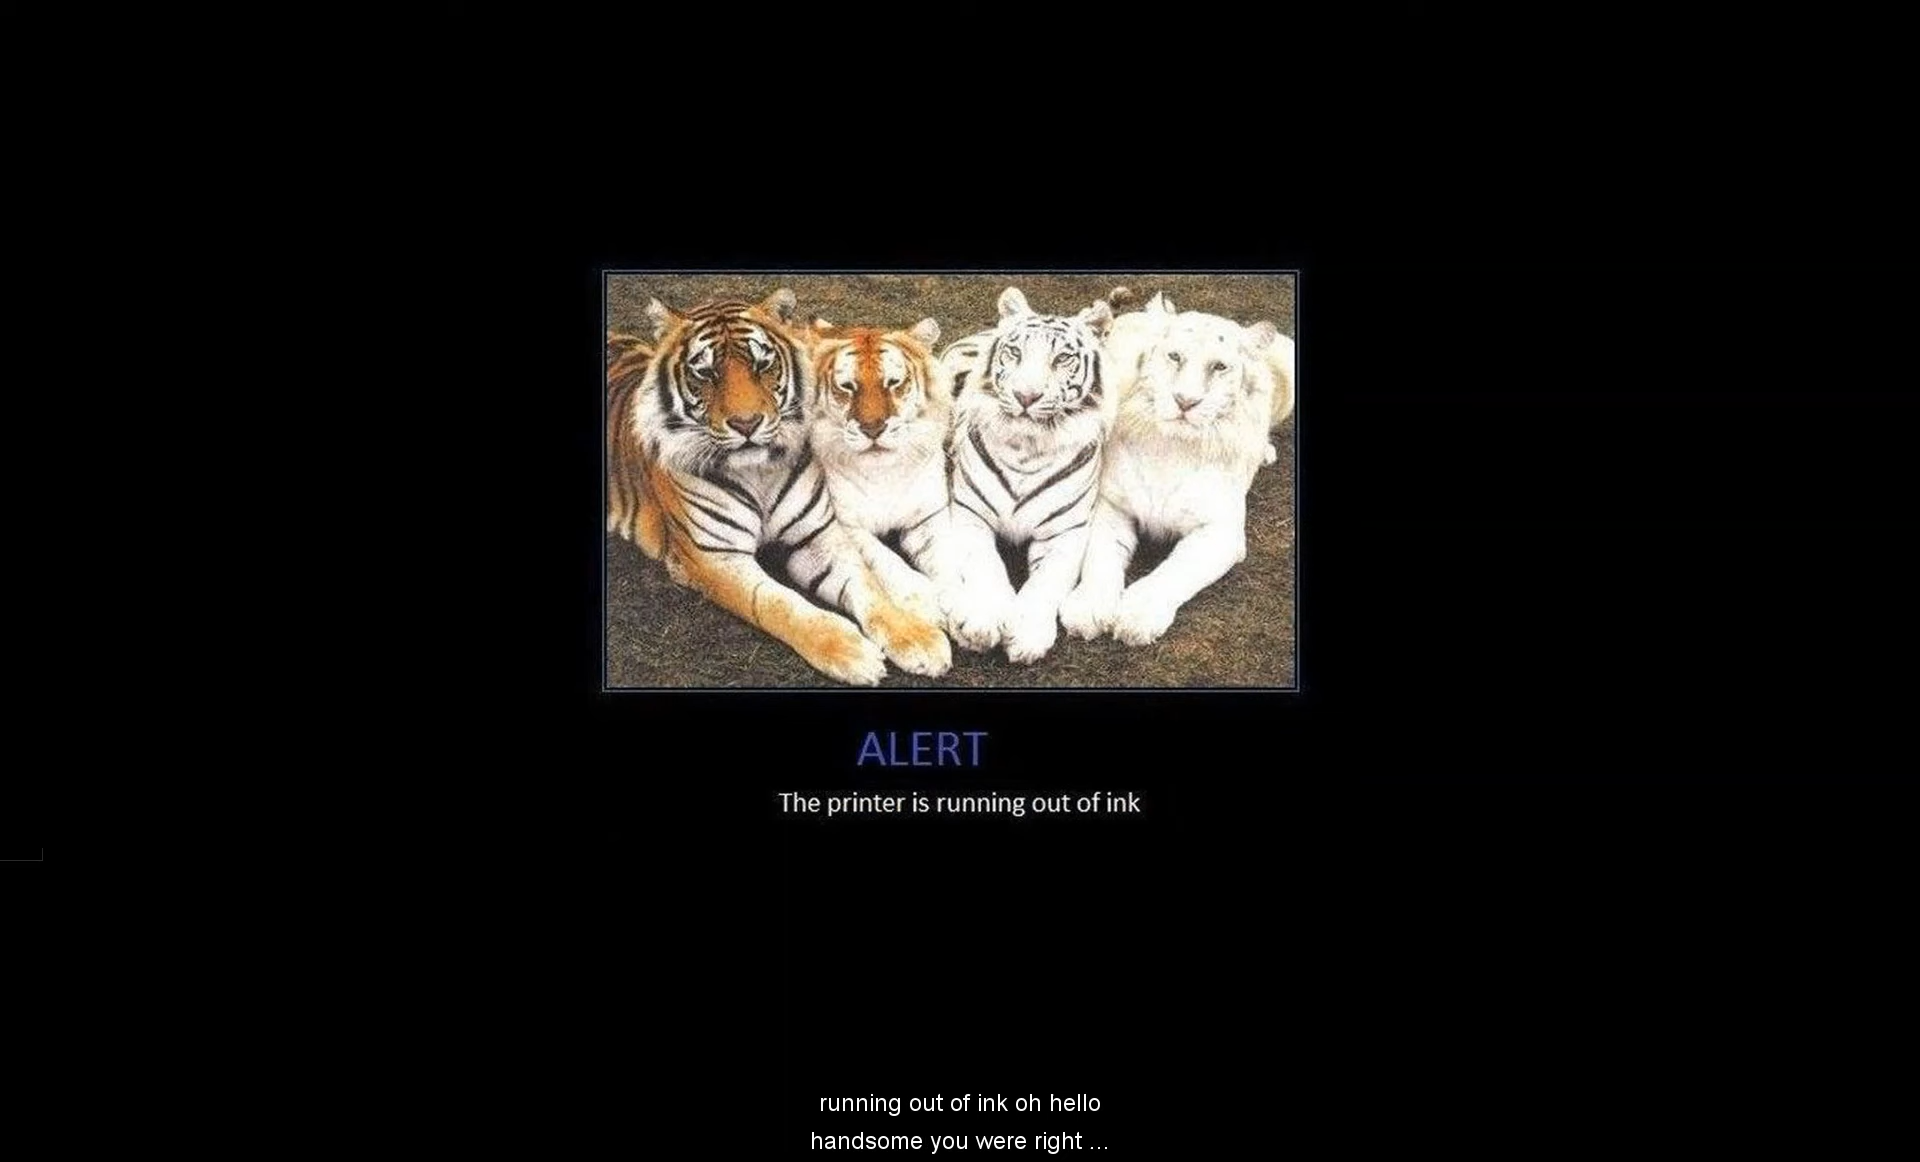 ALERT
The printer is running out of ink
running out of ink oh hello
handsome you were right ...